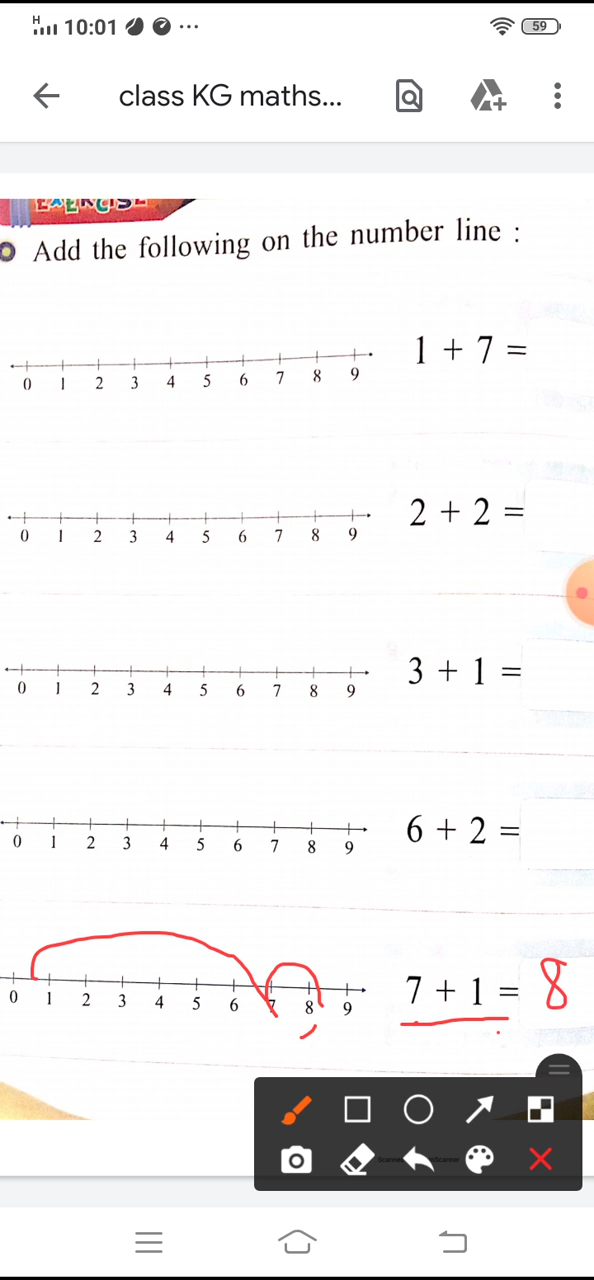 H 10:01 ... 59
class KG maths...
EXERCISE
Add the following on the number line :
1 + 7 =
0 1 2 3 4 5 6 7 8 9
2 + 2 =
0 1 2 3 4 5 6 7 8 9
3 + 1 =
0 1 2 3 4 5 6 7 8 9
6 + 2 =
0 1 2 3 4 5 6 7 8 9
7 + 1 = 8
0 1 2 3 4 5 6 7 8 9